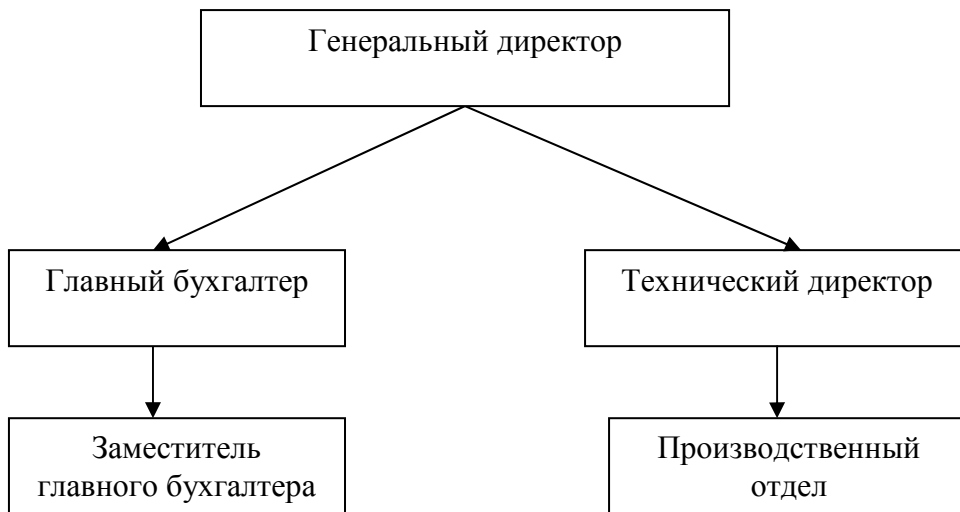 Генеральный директор
Главный бухгалтер
Технический директор
Заместитель
главного бухгалтера
Производственный
отдел